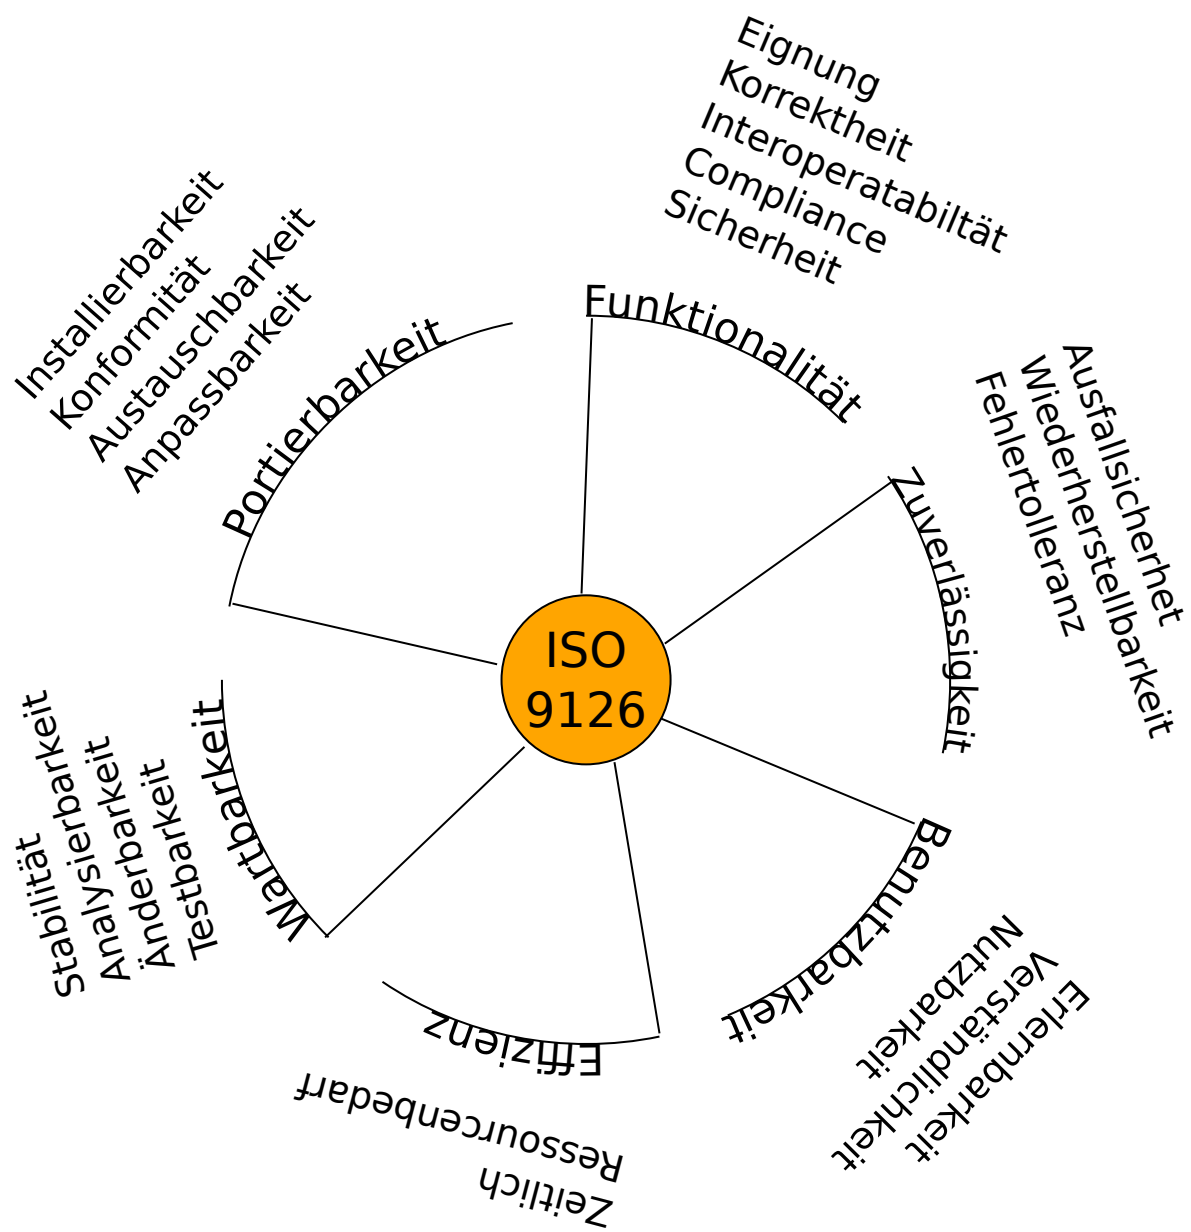 ISO
9126
Funktionalität
Eignung
Korrektheit
Interoperatabiltät
Compliance
Sicherheit
Zuverlässigkeit
Ausfallsicherhet
Wiederherstellbarkeit
Fehlertolleranz
Benutzbarkeit
Nutzbarkeit
Verständlichkeit
Erlernbarkeit
Effizienz
Ressourcenbedarf
Zeitlich
Wartbarkeit
Stabilität
Analysierbarkeit
Änderbarkeit
Testbarkeit
Portierbarkeit
Installierbarkeit
Konformität
Austauschbarkeit
Anpassbarkeit